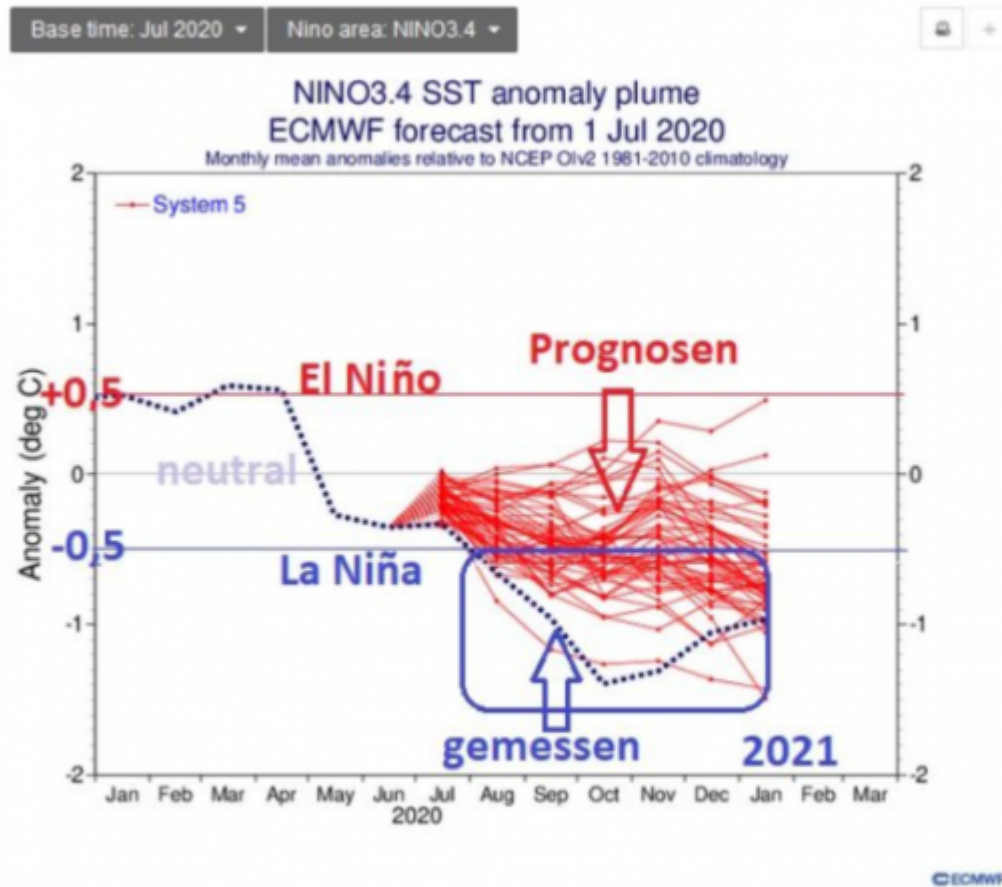 Base time: Jul 2020 Nino area: NINO3.4
NINO3.4 SST anomaly plume
ECMWF forecast from 1 Jul 2020
Monthly mean anomalies relative to NCEP OIv2 1981-2010 climatology
2 2
System 5
1 1
Prognosen
El Niño
+0,5
Anomaly (deg C)
neutral
0 0
-0,5
La Niña
-1 -1
gemessen 2021
-2 -2
Jan Feb Mar Apr May Jun Jul Aug Sep Oct Nov Dec Jan Feb Mar
2020
ECMWF